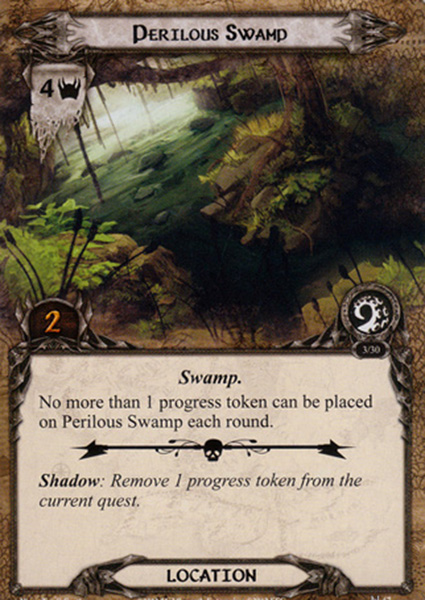 Perilous Swamp
4
2
3/30
Swamp.
No more than 1 progress token can be placed
on Perilous Swamp each round.
Shadow: Remove 1 progress token from the
current quest.
LOCATION